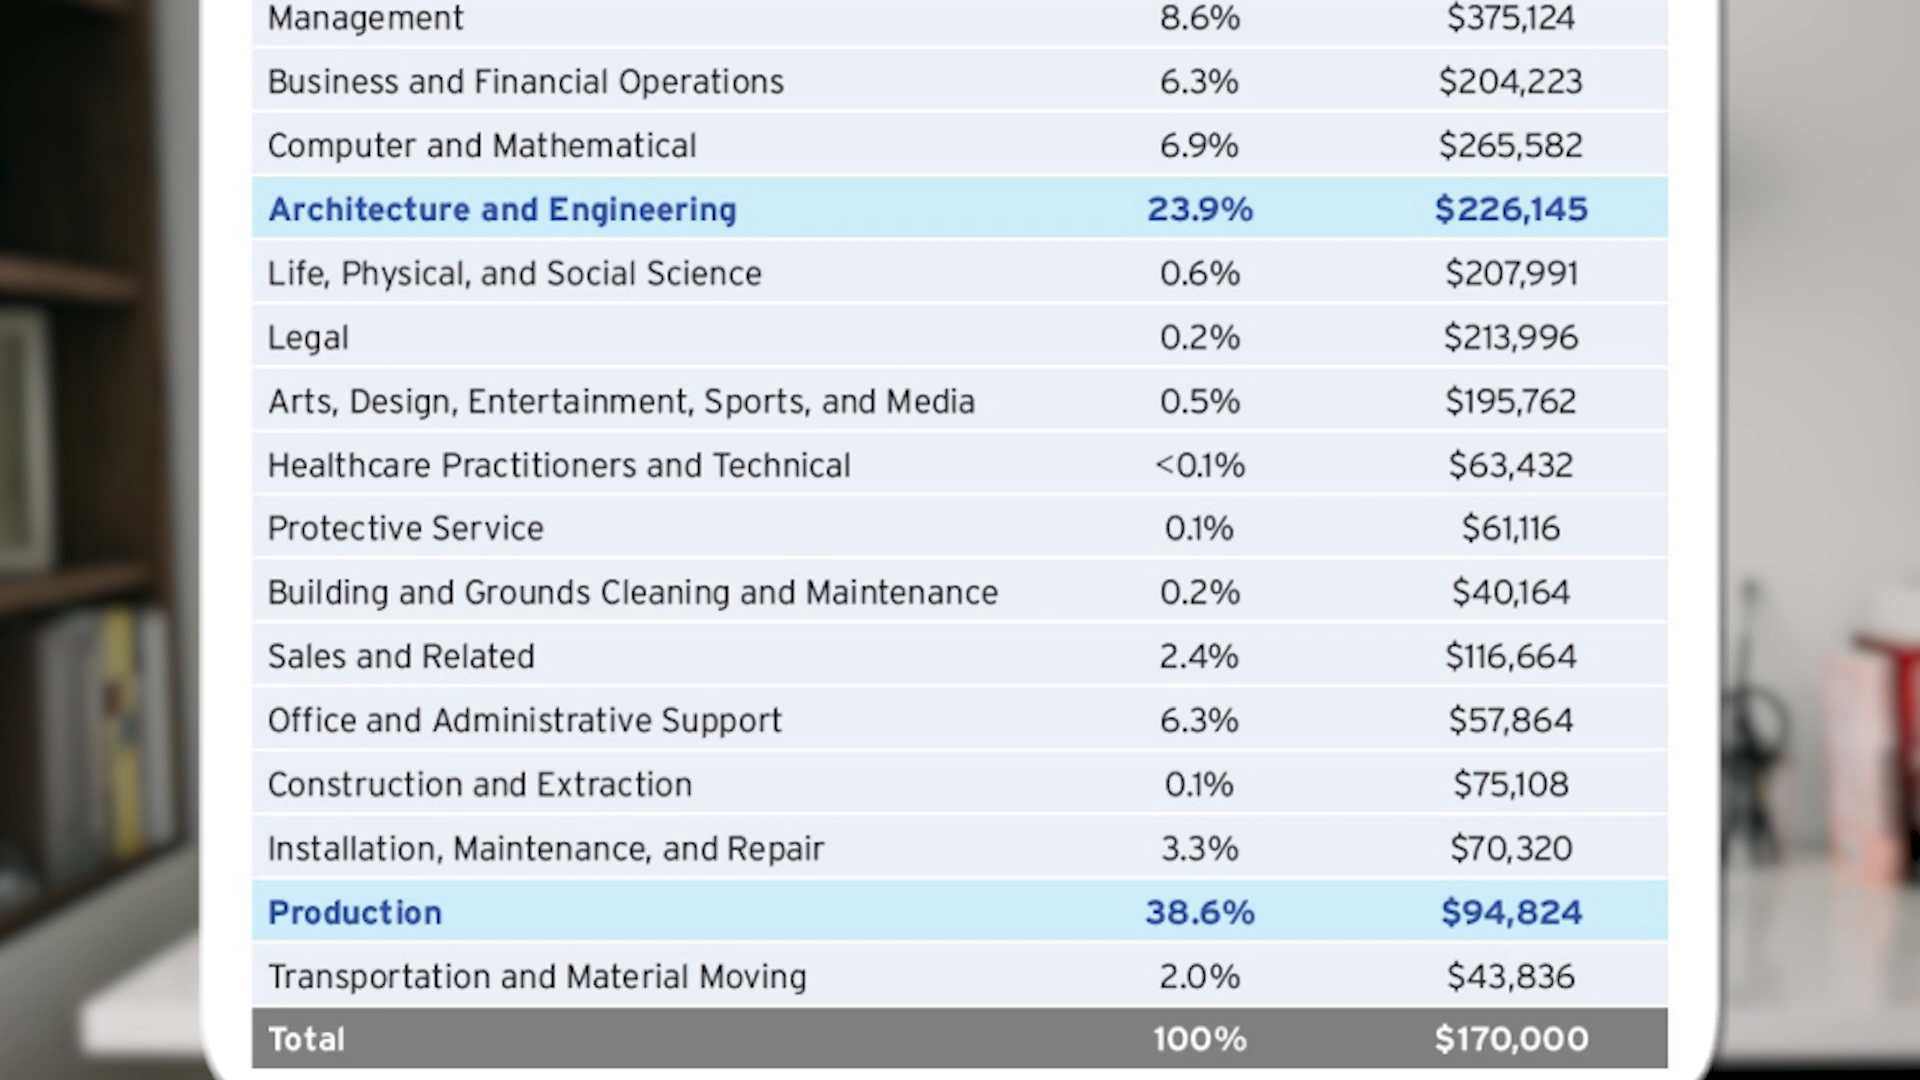 Management 8.6% $375,124
Business and Financial Operations 6.3% $204,223
Computer and Mathematical 6.9% $265,582
Architecture and Engineering 23.9% $226,145
Life, Physical, and Social Science 0.6% $207,991
Legal 0.2% $213,996
Arts, Design, Entertainment, Sports, and Media 0.5% $195,762
Healthcare Practitioners and Technical <0.1% $63,432
Protective Service 0.1% $61,116
Building and Grounds Cleaning and Maintenance 0.2% $40,164
Sales and Related 2.4% $116,664
Office and Administrative Support 6.3% $57,864
Construction and Extraction 0.1% $75,108
Installation, Maintenance, and Repair 3.3% $70,320
Production 38.6% $94,824
Transportation and Material Moving 2.0% $43,836
Total 100% $170,000